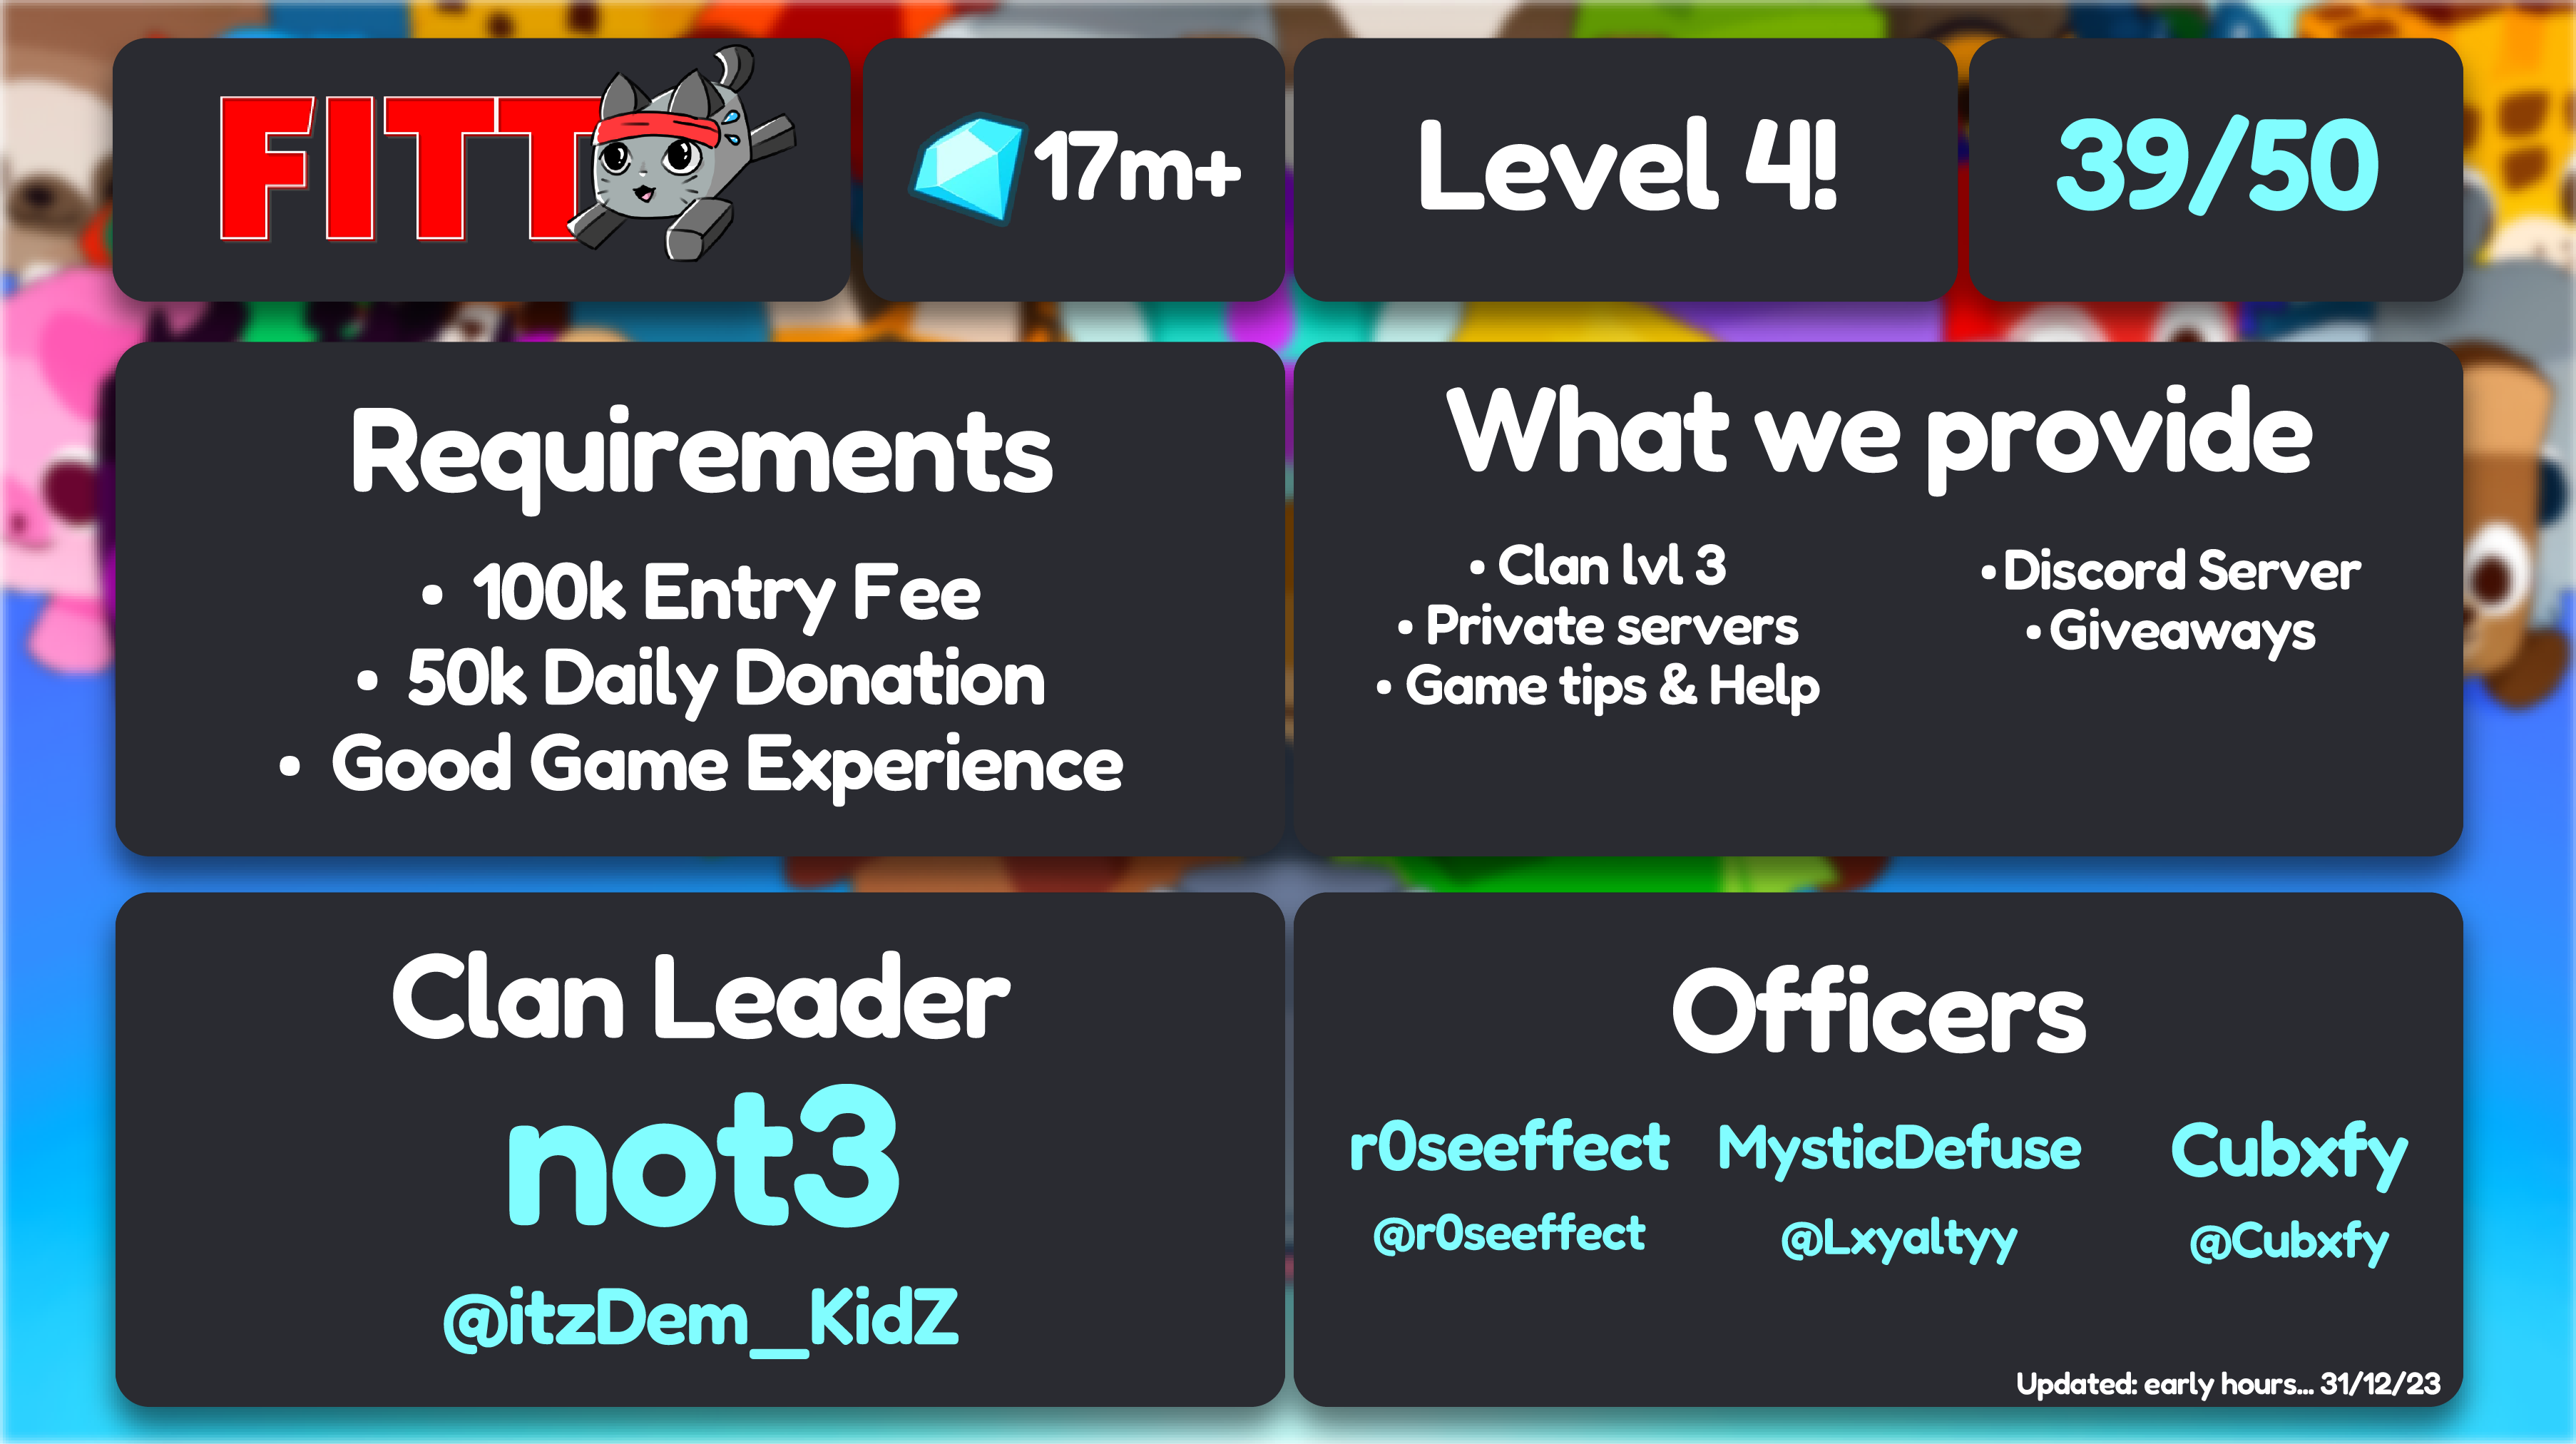 FITT
17m+
Level 4!
39/50
Requirements
• 100k Entry Fee
• 50k Daily Donation
• Good Game Experience
What we provide
• Clan lvl 3
• Private servers
• Game tips & Help
• Discord Server
• Giveaways
Clan Leader
not3
@itzDem_KidZ
Officers
r0seeffect
@r0seeffect
MysticDefuse
@Lxyaltyy
Cubxfy
@Cubxfy
Updated: early hours... 31/12/23